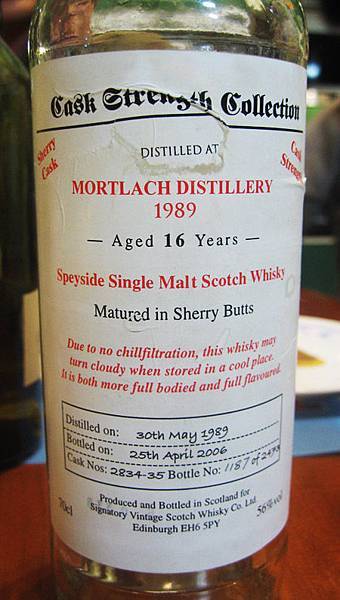 Cask Strength Collection
Sherry Cask
DISTILLED AT
Cask Strength
MORTLACH DISTILLERY
1989
— Aged 16 Years —
Speyside Single Malt Scotch Whisky
Matured in Sherry Butts
Due to no chillfiltration, this whisky may
turn cloudy when stored in a cool place.
It is both more full bodied and full flavoured.
Distilled on: 30th May 1989
Bottled on: 25th April 2006
Cask Nos: 2834-35 Bottle No: 1187 of
70cl
Produced and Bottled in Scotland for
Signatory Vintage Scotch Whisky Co. Ltd.
Edinburgh EH6 5PY
56%vol